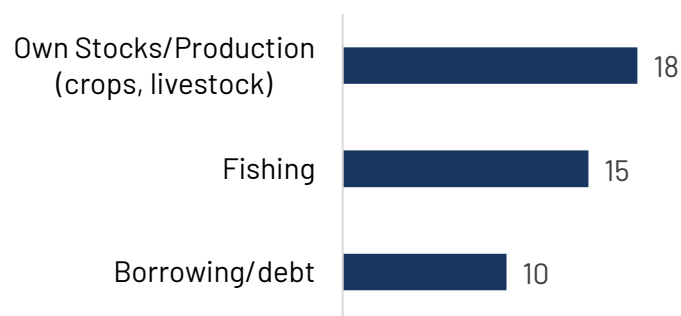 Own Stocks/Production
(crops, livestock)
18
Fishing
15
Borrowing/debt
10